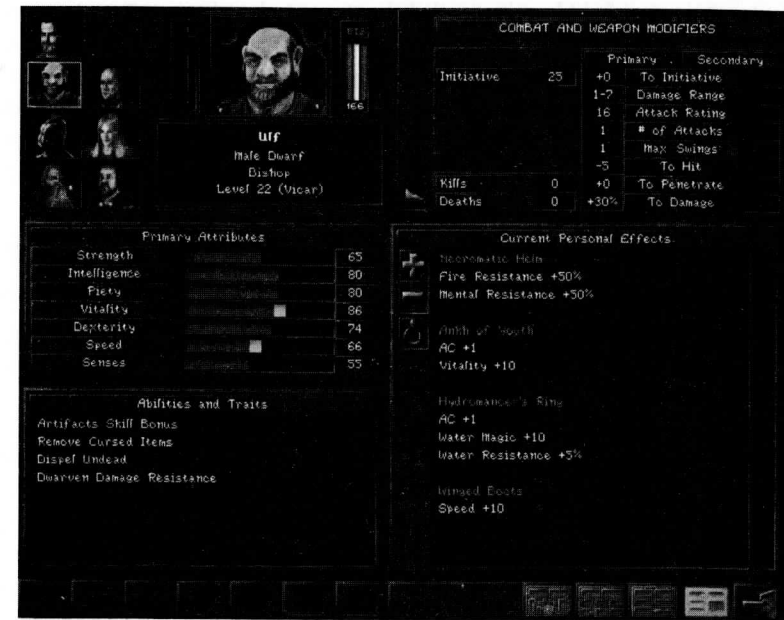 166
Ulf
Male Dwarf
Bishop
Level 22 (Vicar)
COMBAT AND WEAPON MODIFIERS
Primary Secondary
Initiative 25 +0 To Initiative
1-7 Damage Range
16 Attack Rating
1 # of Attacks
1 Max Swings
-5 To Hit
Kills 0 +0 To Penetrate
Deaths 0 +30% To Damage
Primary Attributes
Strength 65
Intelligence 80
Piety 80
Vitality 86
Dexterity 74
Speed 66
Senses 55
Abilities and Traits
Artifacts Skill Bonus
Remove Cursed Items
Dispel Undead
Dwarven Damage Resistance
Current Personal Effects
Necromatic Helm
Fire Resistance +50%
Mental Resistance +50%
Ankh of Youth
AC +1
Vitality +10
Hydromancer's Ring
AC +1
Water Magic +10
Water Resistance +5%
Winged Boots
Speed +10